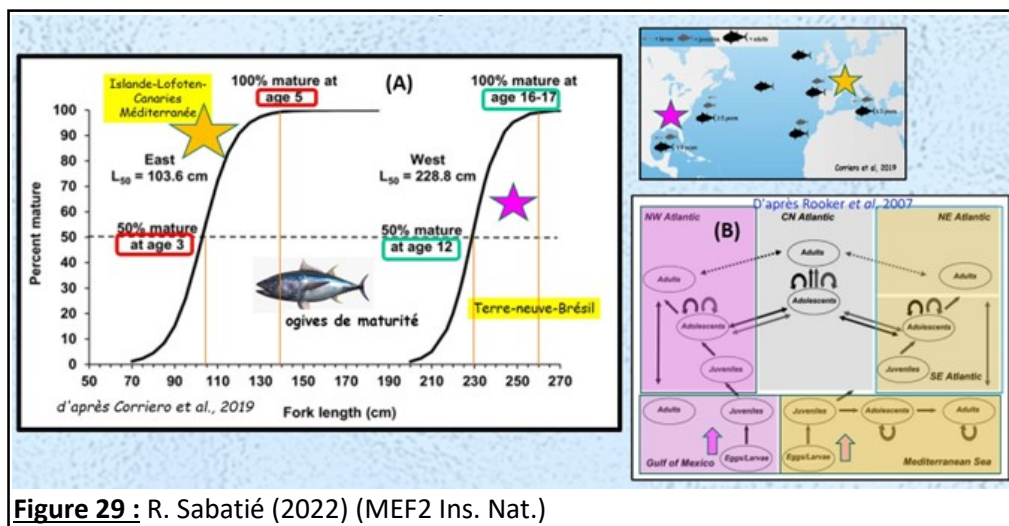 Islande-Lofoten-
Canaries
Méditerranée
100% mature at
age 5
(A)
100% mature at
age 16-17
100
90
80
70
60
50
40
30
20
10
0
Percent mature
East
L50 = 103.6 cm
West
L50 = 228.8 cm
50% mature
at age 3
50% mature
at age 12
ogives de maturité
Terre-neuve-Brésil
50
70
90
110
130
150
170
190
210
230
250
270
d'après Corriero et al., 2019
Fork length (cm)
= larvae
= juveniles
= adults
Corriero et al, 2019
D'après Rooker et al, 2007
NW Atlantic
CN Atlantic
NE Atlantic
(B)
Adults
Adults
Adults
Adolescents
Adolescents
Adolescents
Juveniles
Juveniles
SE Atlantic
Adults
Juveniles
Juveniles
Adolescents
Adults
Gulf of Mexico
Eggs/Larvae
Eggs/Larvae
Mediterranean Sea
Figure 29 : R. Sabatié (2022) (MEF2 Ins. Nat.)